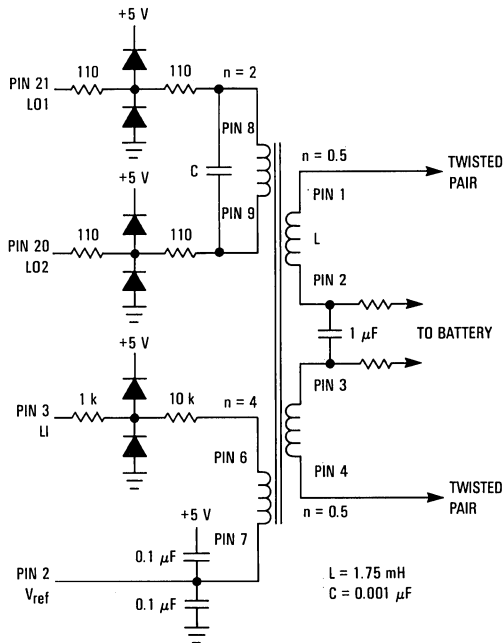 +5 V
PIN 21
LO1
110
110
n = 2
PIN 8
C
PIN 9
+5 V
PIN 20
LO2
110
110
n = 0.5
TWISTED
PAIR
PIN 1
L
PIN 2
1 µF
TO BATTERY
PIN 3
PIN 4
n = 0.5
TWISTED
PAIR
+5 V
PIN 3
LI
1 k
10 k
n = 4
PIN 6
PIN 7
+5 V
0.1 µF
PIN 2
Vref
0.1 µF
L = 1.75 mH
C = 0.001 µF